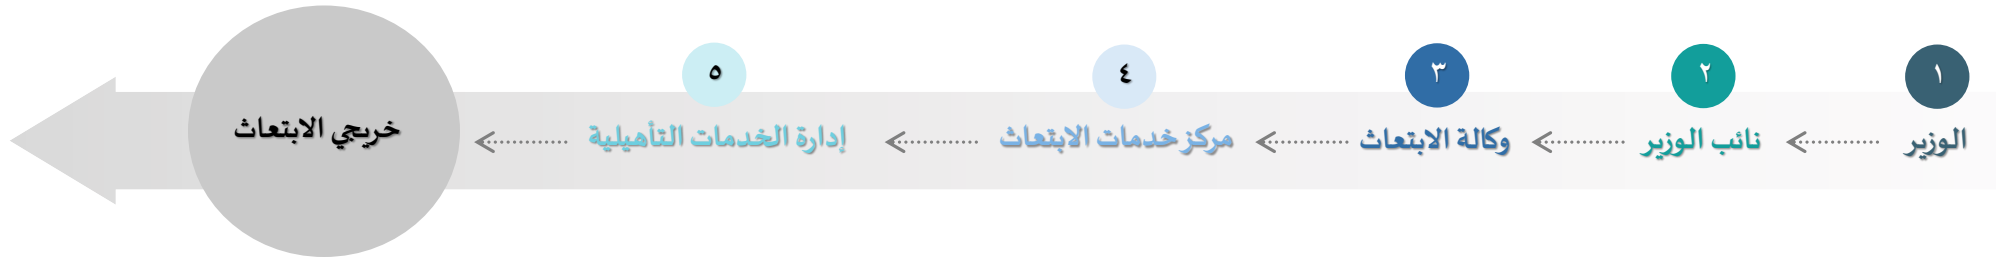 ١
الوزير
٢
نائب الوزير
٣
وكالة الابتعاث
٤
مركز خدمات الابتعاث
٥
إدارة الخدمات التأهيلية
خريجي الابتعاث